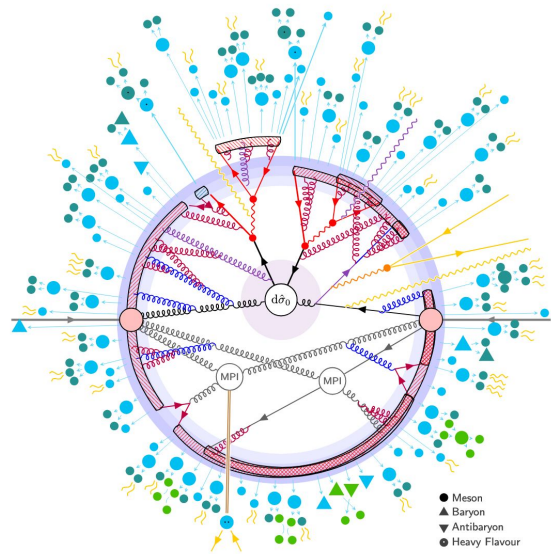 dσ̂₀
MPI
MPI
Meson
Baryon
Antibaryon
Heavy Flavour